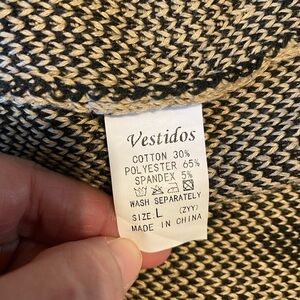 Vestidos
COTTON 30%
POLYESTER 65%
SPANDEX 5%
WASH SEPARATELY
SIZE:L (ZYY)
MADE IN CHINA